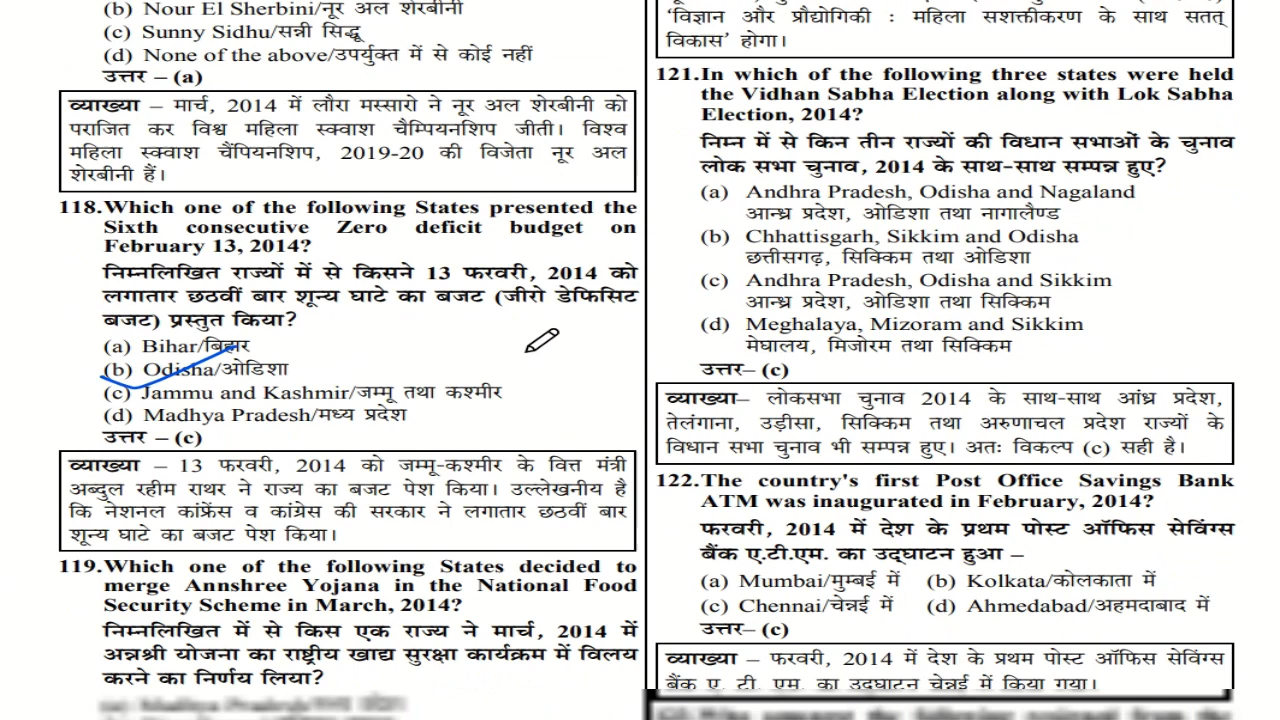 (b) Nour El Sherbini/नूर अल शेरबीनी
(c) Sunny Sidhu/सन्नी सिद्धू
(d) None of the above/उपर्युक्त में से कोई नहीं
उत्तर – (a)
व्याख्या – मार्च, 2014 में लौरा मस्सारो ने नूर अल शेरबीनी को
पराजित कर विश्व महिला स्क्वाश चैम्पियनशिप जीती। विश्व
महिला स्क्वाश चैंपियनशिप, 2019-20 की विजेता नूर अल
शेरबीनी हैं।
118.Which one of the following States presented the
Sixth consecutive Zero deficit budget on
February 13, 2014?
निम्नलिखित राज्यों में से किसने 13 फरवरी, 2014 को
लगातार छठवीं बार शून्य घाटे का बजट (जीरो डेफिसिट
बजट) प्रस्तुत किया?
(a) Bihar/बिहार
(b) Odisha/ओडिशा
(c) Jammu and Kashmir/जम्मू तथा कश्मीर
(d) Madhya Pradesh/मध्य प्रदेश
उत्तर – (c)
व्याख्या – 13 फरवरी, 2014 को जम्मू-कश्मीर के वित्त मंत्री
अब्दुल रहीम राथर ने राज्य का बजट पेश किया। उल्लेखनीय है
कि नेशनल कांफ्रेंस व कांग्रेस की सरकार ने लगातार छठवीं बार
शून्य घाटे का बजट पेश किया।
119.Which one of the following States decided to
merge Annshree Yojana in the National Food
Security Scheme in March, 2014?
निम्नलिखित में से किस एक राज्य ने मार्च, 2014 में
अन्नश्री योजना का राष्ट्रीय खाद्य सुरक्षा कार्यक्रम में विलय
करने का निर्णय लिया?
'विज्ञान और प्रौद्योगिकी : महिला सशक्तीकरण के साथ सतत्
विकास' होगा।
121.In which of the following three states were held
the Vidhan Sabha Election along with Lok Sabha
Election, 2014?
निम्न में से किन तीन राज्यों की विधान सभाओं के चुनाव
लोक सभा चुनाव, 2014 के साथ-साथ सम्पन्न हुए?
(a) Andhra Pradesh, Odisha and Nagaland
आन्ध्र प्रदेश, ओडिशा तथा नागालैण्ड
(b) Chhattisgarh, Sikkim and Odisha
छत्तीसगढ़, सिक्किम तथा ओडिशा
(c) Andhra Pradesh, Odisha and Sikkim
आन्ध्र प्रदेश, ओडिशा तथा सिक्किम
(d) Meghalaya, Mizoram and Sikkim
मेघालय, मिजोरम तथा सिक्किम
उत्तर– (c)
व्याख्या– लोकसभा चुनाव 2014 के साथ-साथ आंध्र प्रदेश,
तेलंगाना, उड़ीसा, सिक्किम तथा अरुणाचल प्रदेश राज्यों के
विधान सभा चुनाव भी सम्पन्न हुए। अतः विकल्प (c) सही है।
122.The country's first Post Office Savings Bank
ATM was inaugurated in February, 2014?
फरवरी, 2014 में देश के प्रथम पोस्ट ऑफिस सेविंग्स
बैंक ए.टी.एम. का उद्घाटन हुआ –
(a) Mumbai/मुम्बई में (b) Kolkata/कोलकाता में
(c) Chennai/चेन्नई में (d) Ahmedabad/अहमदाबाद में
उत्तर– (c)
व्याख्या – फरवरी, 2014 में देश के प्रथम पोस्ट ऑफिस सेविंग्स
बैंक ए. टी. एम. का उद्घाटन चेन्नई में किया गया।